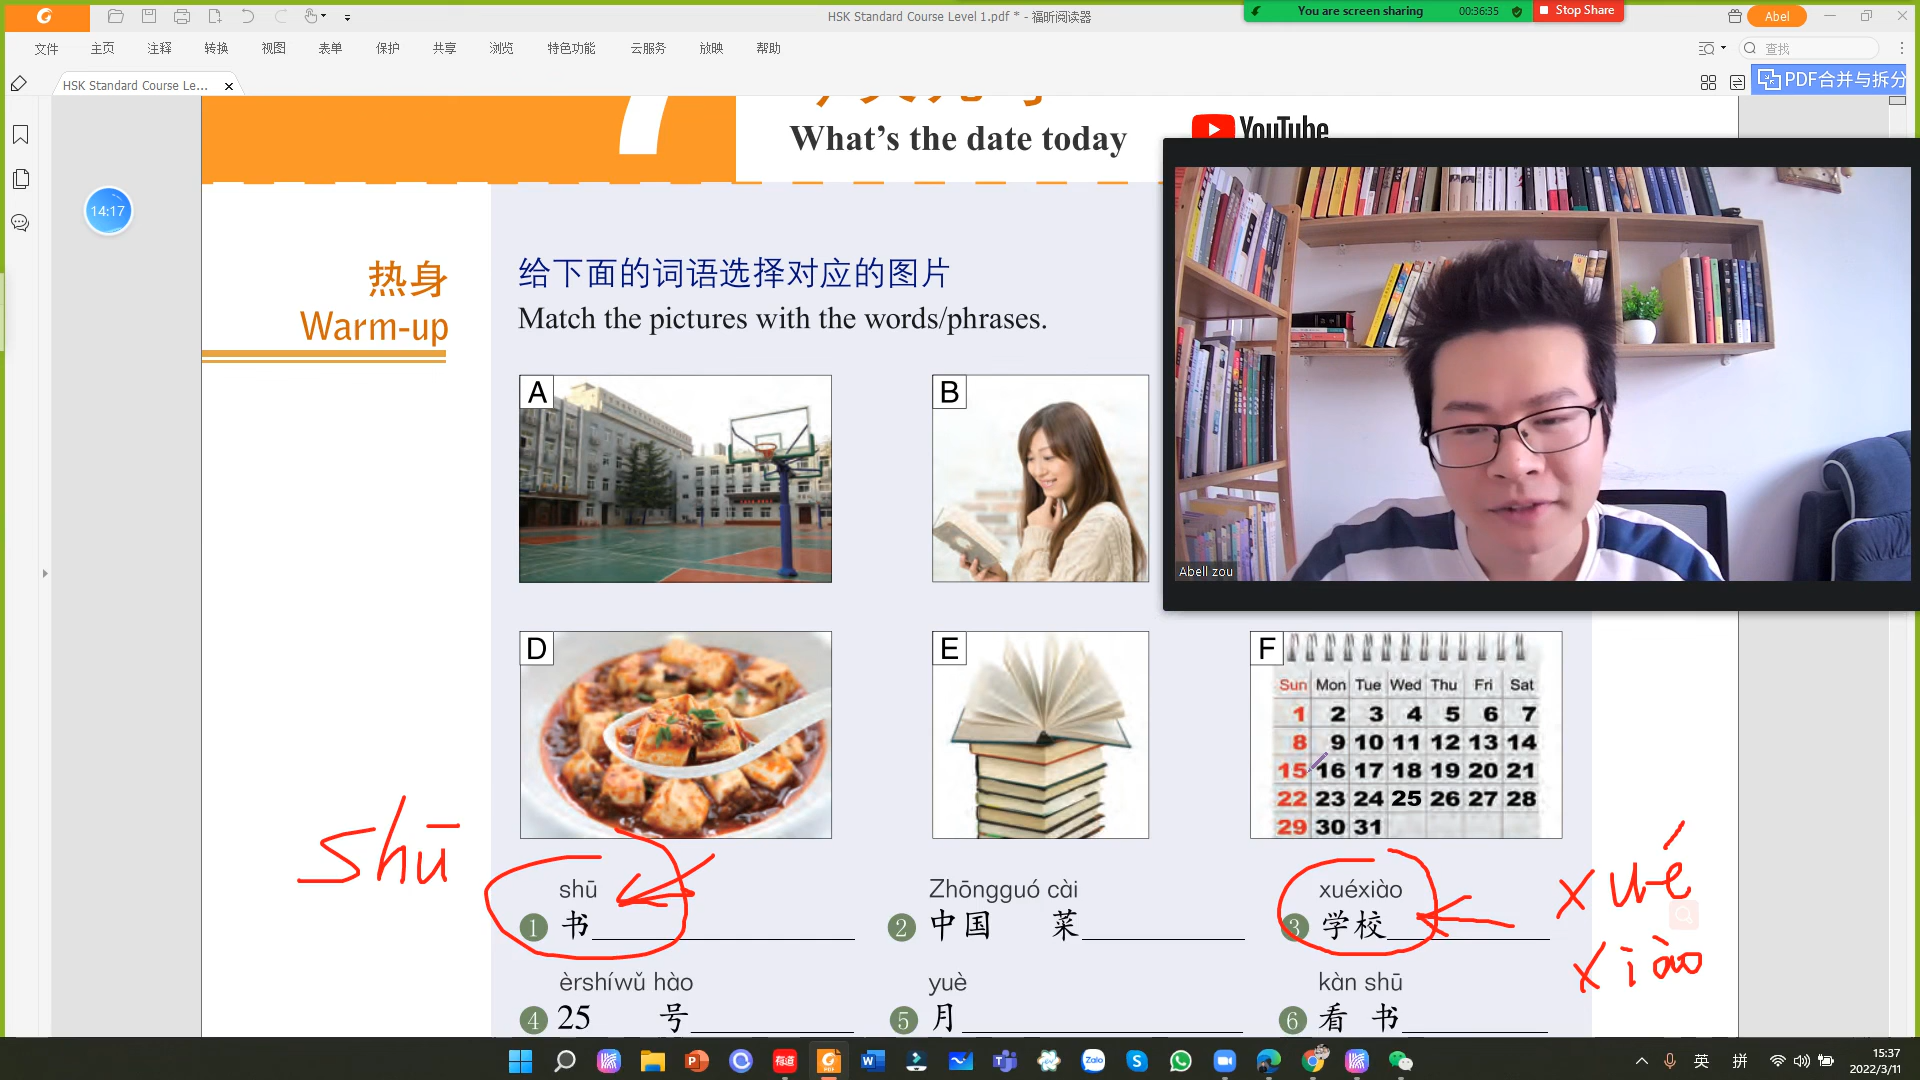 HSK Standard Course Level 1.pdf * - 福昕阅读器
You are screen sharing
00:36:35
Stop Share
Abel
文件 主页 注释 转换 视图 表单 保护 共享 浏览 特色功能 云服务 放映 帮助
查找
HSK Standard Course Le...
PDF合并与拆分
What's the date today
YouTube
14:17
热身
Warm-up
给下面的词语选择对应的图片
Match the pictures with the words/phrases.
A
B
Abell zou
D
E
F
Sun Mon Tue Wed Thu Fri Sat
1 2 3 4 5 6 7
8 9 10 11 12 13 14
15 16 17 18 19 20 21
22 23 24 25 26 27 28
29 30 31
shū
shū
1 书
Zhōngguó cài
2 中国 菜
xuéxiào
3 学校
xué
xiào
èrshíwǔ hào
4 25 号
yuè
5 月
kàn shū
6 看 书
有道
Zalo
英
拼
15:37
2022/3/11